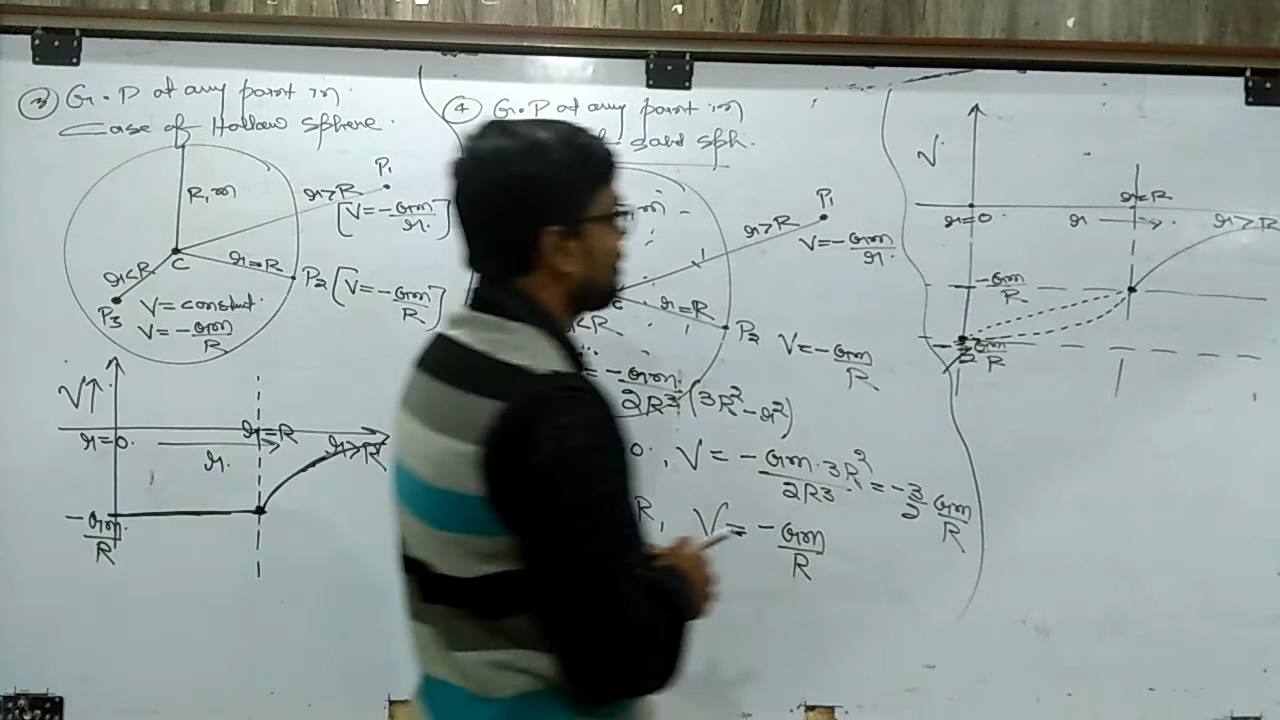 ③ G.P at any point in
Case of Hollow Sphere.
R, m
P₁
r>R
[V=-Gm/r.]
r<R
C
r=R
P₂ [V=-Gm/R]
P₃
V=constant.
V=-Gm/R
V↑
r=0.
r=R
r.
r>R
-Gm/R
④ G.P at any point in
Solid Sph.
m
P₁
r>R
V=-Gm/r.
r=R
<R
P₂
V=-Gm/R
=-Gm/2R³ (3R²-r²)
0., V=-Gm.3R²/2R³.=-3/2 Gm/R
R, V=-Gm/R
V
r=0.
r=R
r
r>R
-Gm/R
-3/2 Gm/R